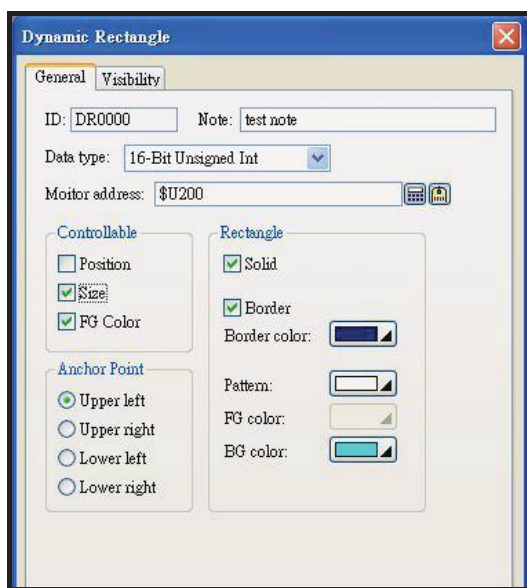 Dynamic Rectangle
General Visibility
ID: DR0000 Note: test note
Data type: 16-Bit Unsigned Int
Moitor address: $U200
Controllable
Position
Size
FG Color
Rectangle
Solid
Border
Border color:
Pattern:
FG color:
BG color:
Anchor Point
Upper left
Upper right
Lower left
Lower right